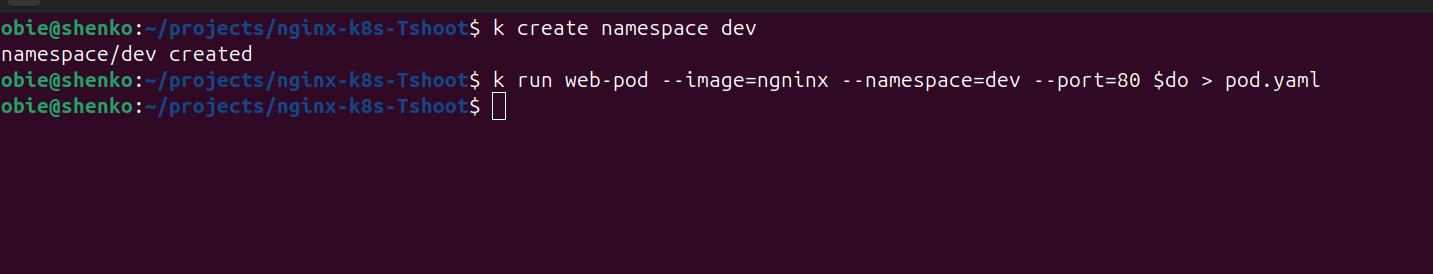 obie@shenko:~/projects/nginx-k8s-Tshoot$ k create namespace dev
namespace/dev created
obie@shenko:~/projects/nginx-k8s-Tshoot$ k run web-pod --image=ngninx --namespace=dev --port=80 $do > pod.yaml
obie@shenko:~/projects/nginx-k8s-Tshoot$